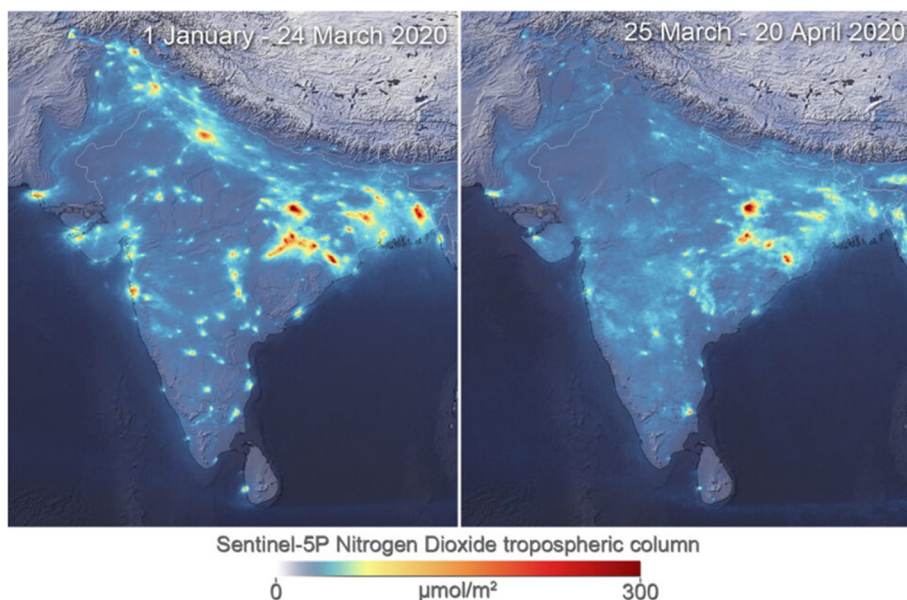 1 January - 24 March 2020
25 March - 20 April 2020
Sentinel-5P Nitrogen Dioxide tropospheric column
0
µmol/m²
300